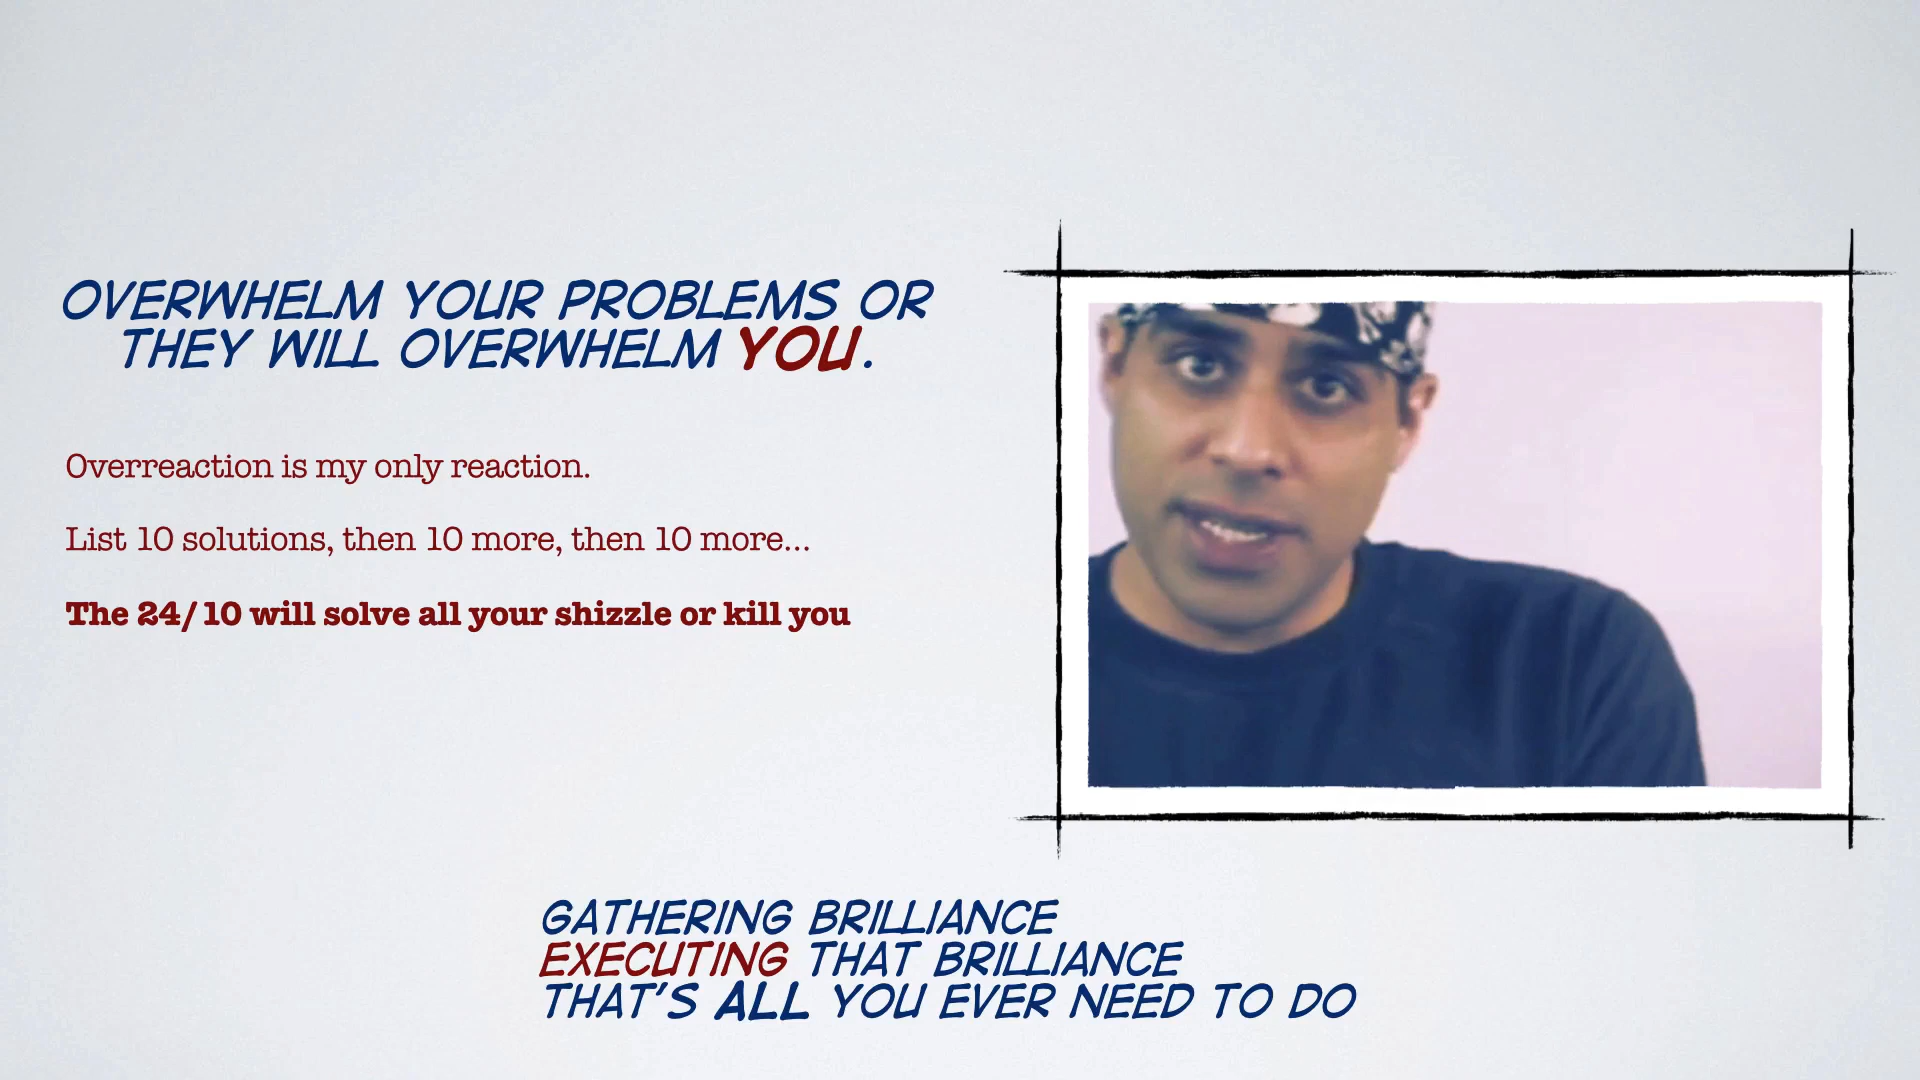 OVERWHELM YOUR PROBLEMS OR
THEY WILL OVERWHELM YOU.
Overreaction is my only reaction.
List 10 solutions, then 10 more, then 10 more...
The 24/10 will solve all your shizzle or kill you
GATHERING BRILLIANCE
EXECUTING THAT BRILLIANCE
THAT'S ALL YOU EVER NEED TO DO